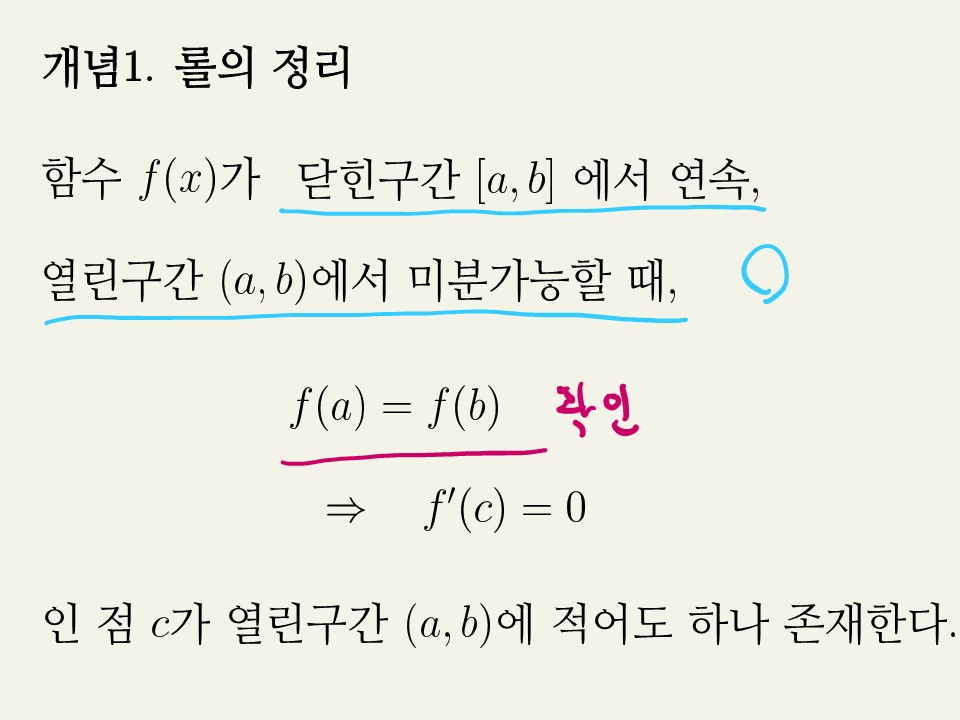 개념1. 롤의 정리
함수 f(x)가 닫힌구간 [a, b] 에서 연속,
열린구간 (a, b)에서 미분가능할 때,
f(a) = f(b) 확인
⇒ f′(c) = 0
인 점 c가 열린구간 (a, b)에 적어도 하나 존재한다.